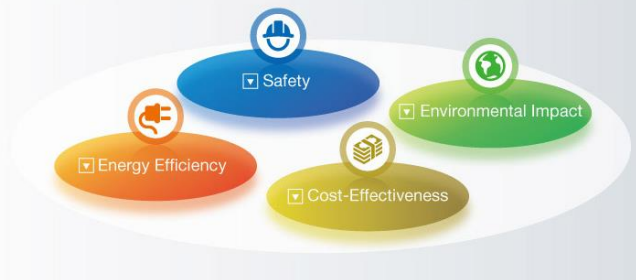 Safety
Environmental Impact
Energy Efficiency
Cost-Effectiveness